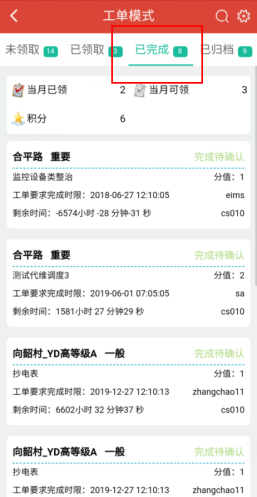 工单模式
未领取 14 已领取 3 已完成 8 已归档 9
当月已领 2 当月可领 3
积分 6
合平路 重要 完成待确认
监控设备类整治 分值：1
工单要求完成时限：2018-06-27 12:10:05 eims
剩余时间：-6574小时 -28 分钟-31 秒 cs010
合平路 重要 完成待确认
测试代维调度3 分值：2
工单要求完成时限：2019-06-01 07:05:05 sa
剩余时间：1581小时 27 分钟29 秒 cs010
向韶村_YD高等级A 一般 完成待确认
抄电表 分值：1
工单要求完成时限：2019-12-27 12:10:13 zhangchao11
剩余时间：6602小时 32 分钟37 秒 cs010
向韶村_YD高等级A 一般 完成待确认
抄电表 分值：1
工单要求完成时限：2019-12-27 12:10:13 zhangchao11